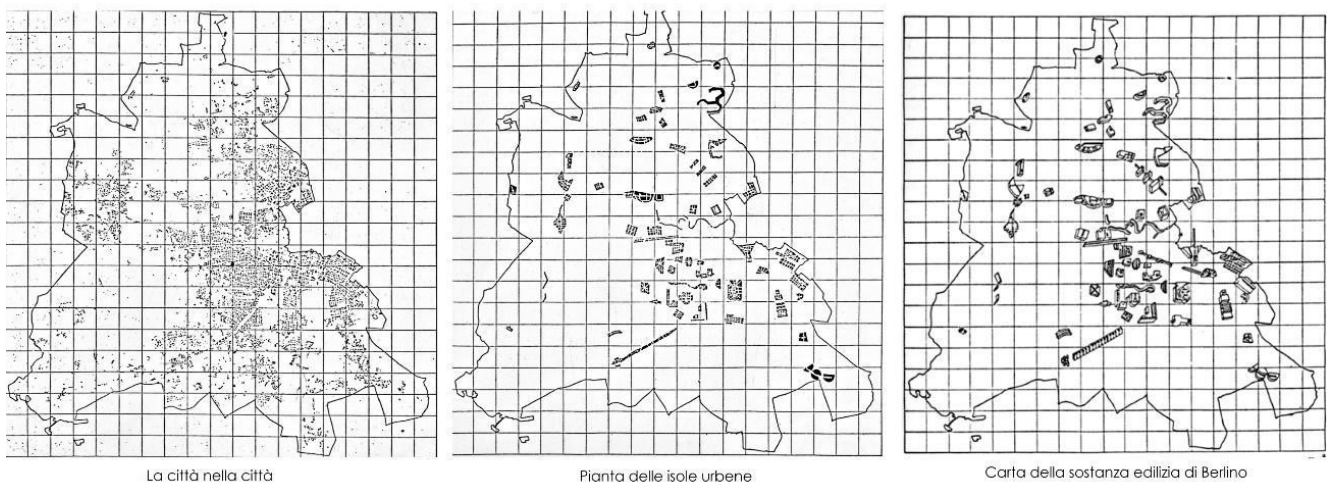 La città nella città
Pianta delle isole urbene
Carta della sostanza edilizia di Berlino